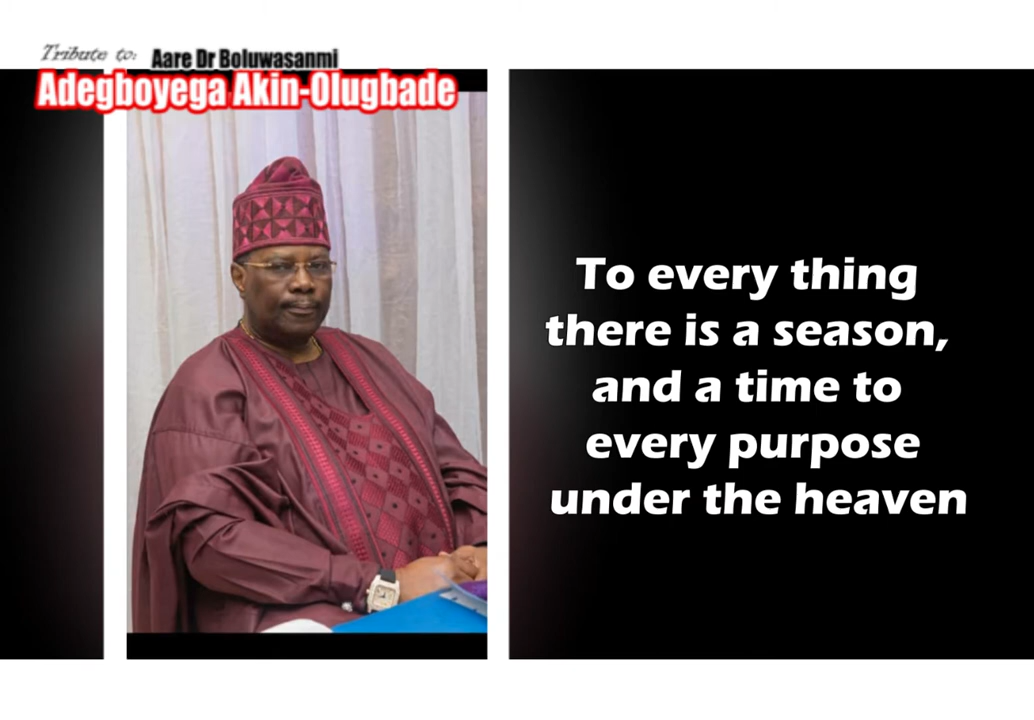 Tribute to: Aare Dr Boluwasanmi
Adegboyega Akin-Olugbade
To every thing
there is a season,
and a time to
every purpose
under the heaven